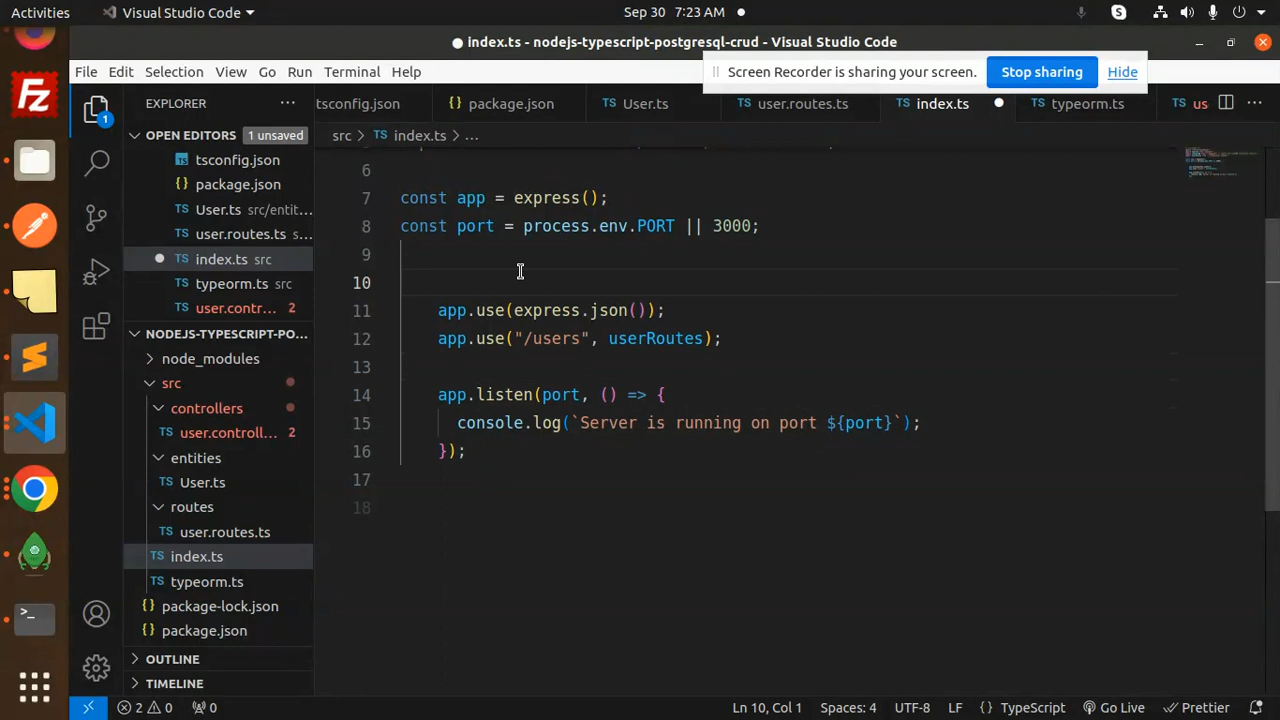 Activities
Visual Studio Code
Sep 30 7:23 AM
index.ts - nodejs-typescript-postgresql-crud - Visual Studio Code
File Edit Selection View Go Run Terminal Help
Screen Recorder is sharing your screen.
Stop sharing
Hide
EXPLORER
tsconfig.json
package.json
User.ts
user.routes.ts
index.ts
typeorm.ts
us
OPEN EDITORS
1 unsaved
tsconfig.json
package.json
User.ts src/entit...
user.routes.ts s...
index.ts src
typeorm.ts src
user.contr... 2
NODEJS-TYPESCRIPT-PO...
node_modules
src
controllers
user.controll... 2
entities
User.ts
routes
user.routes.ts
index.ts
typeorm.ts
package-lock.json
package.json
OUTLINE
TIMELINE
src > TS index.ts > ...
6
7 const app = express();
8 const port = process.env.PORT || 3000;
9
10
11 app.use(express.json());
12 app.use("/users", userRoutes);
13
14 app.listen(port, () => {
15 console.log(`Server is running on port ${port}`);
16 });
17
18
2 0 0
Ln 10, Col 1
Spaces: 4
UTF-8
LF
{ } TypeScript
Go Live
Prettier